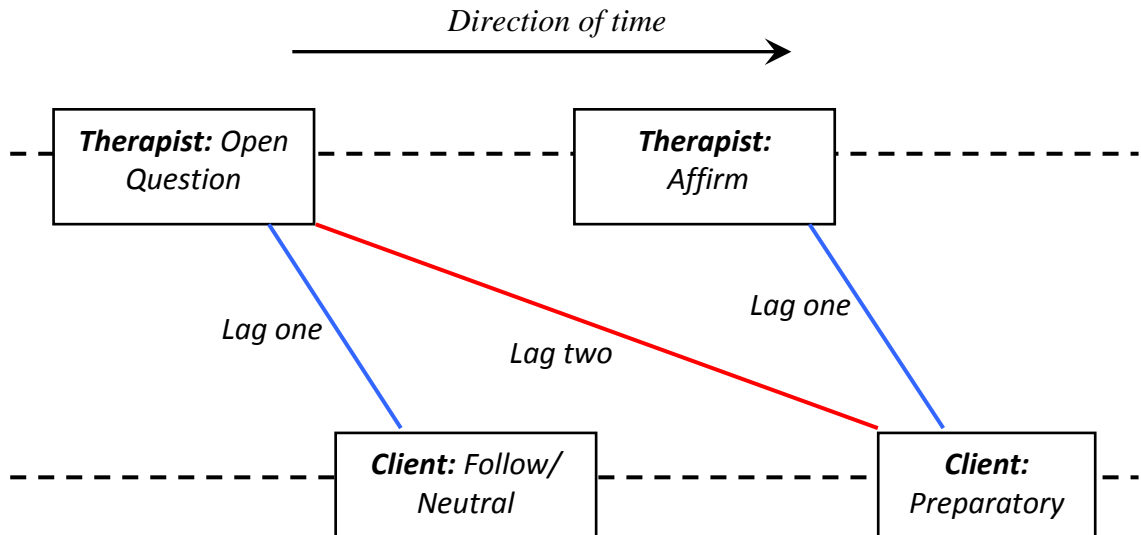 Direction of time
Therapist: Open
Question
Therapist:
Affirm
Lag one
Lag two
Lag one
Client: Follow/
Neutral
Client:
Preparatory